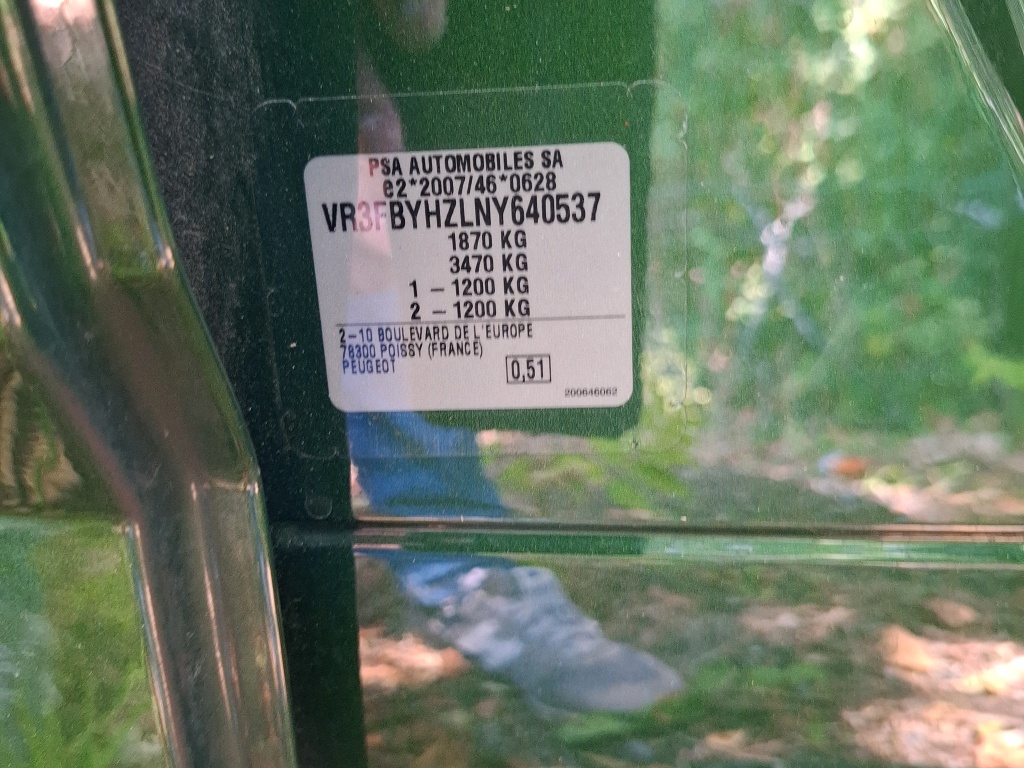 PSA AUTOMOBILES SA
e2*2007/46*0628
VR3FBYHZLNY640537
1870 KG
3470 KG
1 – 1200 KG
2 – 1200 KG
2–10 BOULEVARD DE L'EUROPE
78300 POISSY (FRANCE)
PEUGEOT
0,51
200646062